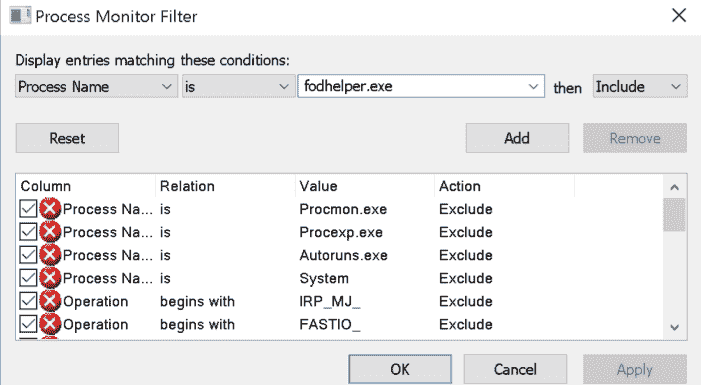 Process Monitor Filter
Display entries matching these conditions:
Process Name is fodhelper.exe then Include
Reset Add Remove
Column Relation Value Action
Process Na... is Procmon.exe Exclude
Process Na... is Procexp.exe Exclude
Process Na... is Autoruns.exe Exclude
Process Na... is System Exclude
Operation begins with IRP_MJ_ Exclude
Operation begins with FASTIO_ Exclude
OK Cancel Apply